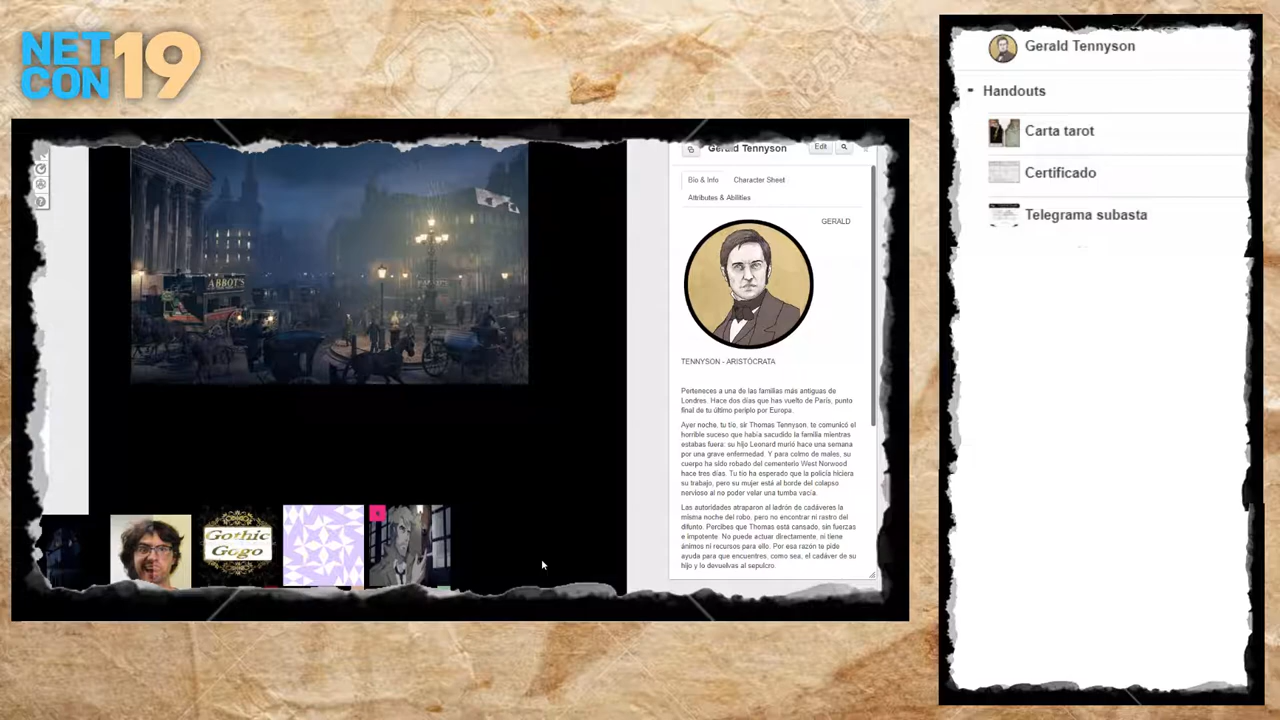 NET
CON
19
Gerald Tennyson
Handouts
Carta tarot
Certificado
Telegrama subasta
ABBOT'S
Gerald Tennyson
Edit
Bio & Info
Character Sheet
Attributes & Abilities
GERALD
TENNYSON - ARISTÓCRATA
Perteneces a una de las familias más antiguas de
Londres. Hace dos días que has vuelto de París, punto
final de tu último periplo por Europa.
Ayer noche, tu tío, sir Thomas Tennyson, te comunicó el
horrible suceso que había sacudido la familia mientras
estabas fuera: su hijo Leonard murió hace una semana
por una grave enfermedad. Y para colmo de males, su
cuerpo ha sido robado del cementerio West Norwood
hace tres días. Tu tío ha esperado que la policía hiciera
su trabajo, pero su mujer está al borde del colapso
nervioso al no poder velar una tumba vacía.
Las autoridades atraparon al ladrón de cadáveres la
misma noche del robo, pero no encontrar ni rastro del
difunto. Percibes que Thomas está cansado, sin fuerzas
e impotente. No puede actuar directamente, ni tiene
ánimos ni recursos para ello. Por esa razón te pide
ayuda para que encuentres, como sea, el cadáver de su
hijo y lo devuelvas al sepulcro.
Gothic
Gogo